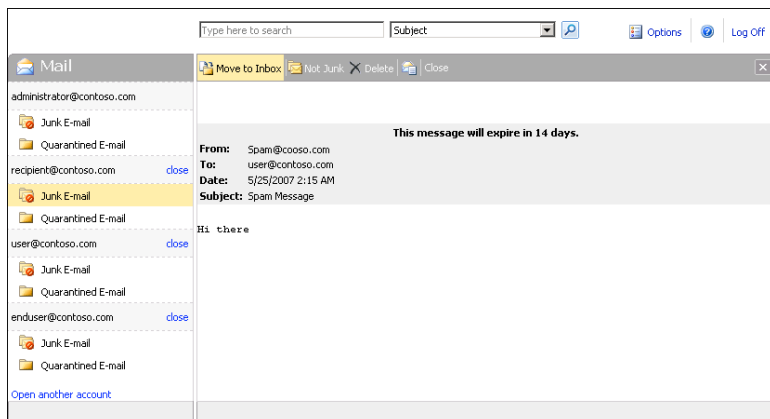 Type here to search Subject Options Log Off
Mail
Move to Inbox Not Junk Delete Close
administrator@contoso.com
Junk E-mail
Quarantined E-mail
recipient@contoso.com close
Junk E-mail
Quarantined E-mail
user@contoso.com close
Junk E-mail
Quarantined E-mail
enduser@contoso.com close
Junk E-mail
Quarantined E-mail
Open another account
This message will expire in 14 days.
From: Spam@cooso.com
To: user@contoso.com
Date: 5/25/2007 2:15 AM
Subject: Spam Message
Hi there